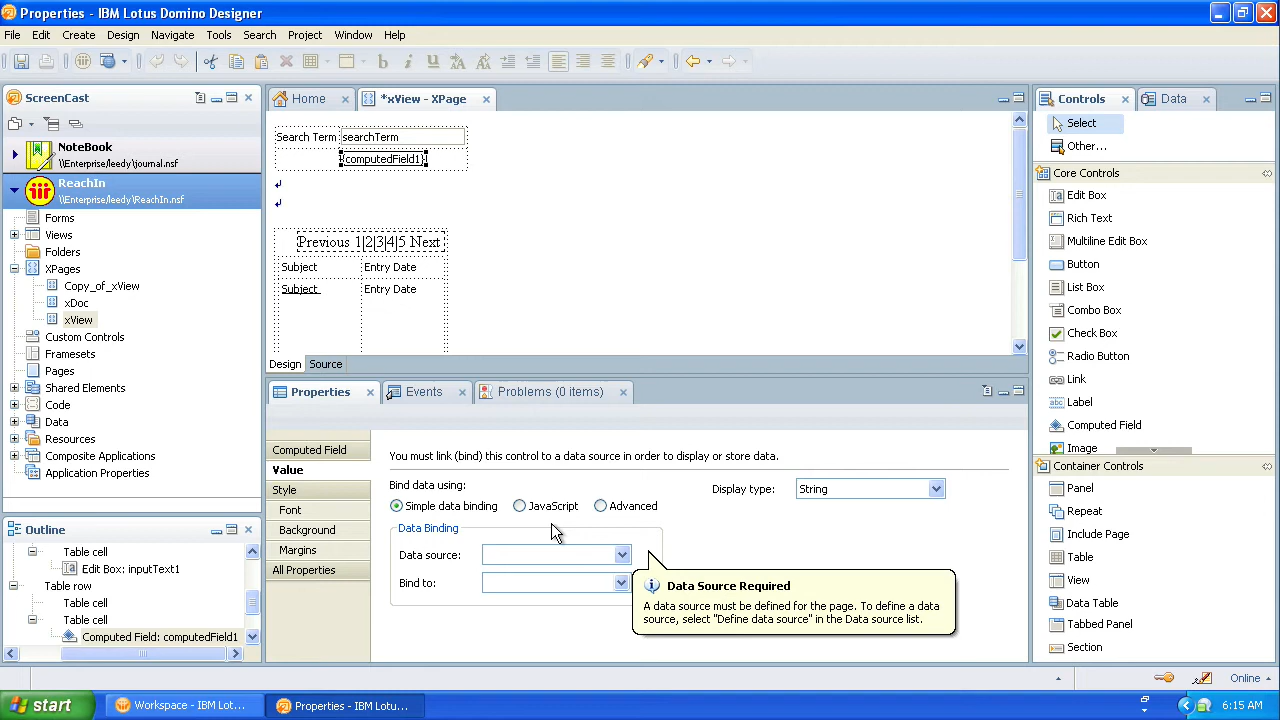 Properties - IBM Lotus Domino Designer
File Edit Create Design Navigate Tools Search Project Window Help
ScreenCast
NoteBook
\\Enterprise/leedy/journal.nsf
ReachIn
\\Enterprise/leedy/ReachIn.nsf
Forms
Views
Folders
XPages
Copy_of_xView
xDoc
xView
Custom Controls
Framesets
Pages
Shared Elements
Code
Data
Resources
Composite Applications
Application Properties
Outline
Table cell
Edit Box: inputText1
Table row
Table cell
Table cell
Computed Field: computedField1
Home
*xView - XPage
Search Term searchTerm
{computedField1}
Previous 1|2|3|4|5 Next
Subject Entry Date
Subject Entry Date
Design Source
Properties Events Problems (0 items)
Computed Field
Value
Style
Font
Background
Margins
All Properties
You must link (bind) this control to a data source in order to display or store data.
Bind data using:
Simple data binding JavaScript Advanced
Display type: String
Data Binding
Data source:
Bind to:
Data Source Required
A data source must be defined for the page. To define a data
source, select "Define data source" in the Data source list.
Controls Data
Select
Other...
Core Controls
Edit Box
Rich Text
Multiline Edit Box
Button
List Box
Combo Box
Check Box
Radio Button
Link
abc Label
Computed Field
Image
Container Controls
Panel
Repeat
Include Page
Table
View
Data Table
Tabbed Panel
Section
Online
start
Workspace - IBM Lot...
Properties - IBM Lotu...
6:15 AM